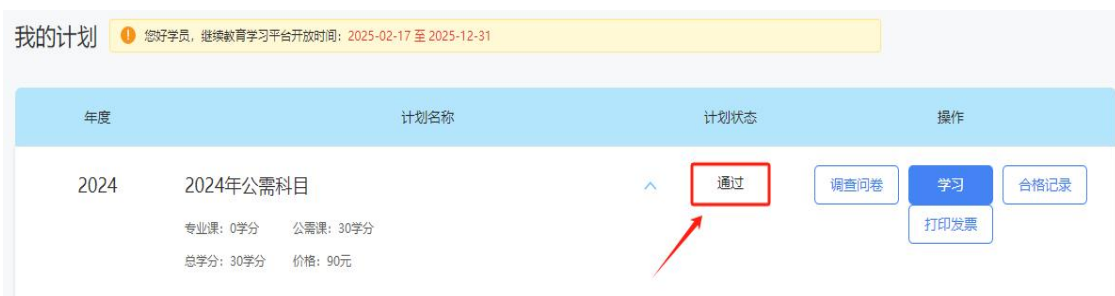 我的计划
您好学员，继续教育学习平台开放时间：2025-02-17 至 2025-12-31
年度 计划名称 计划状态 操作
2024 2024年公需科目 通过 调查问卷 学习 合格记录
打印发票
专业课：0学分 公需课：30学分
总学分：30学分 价格：90元